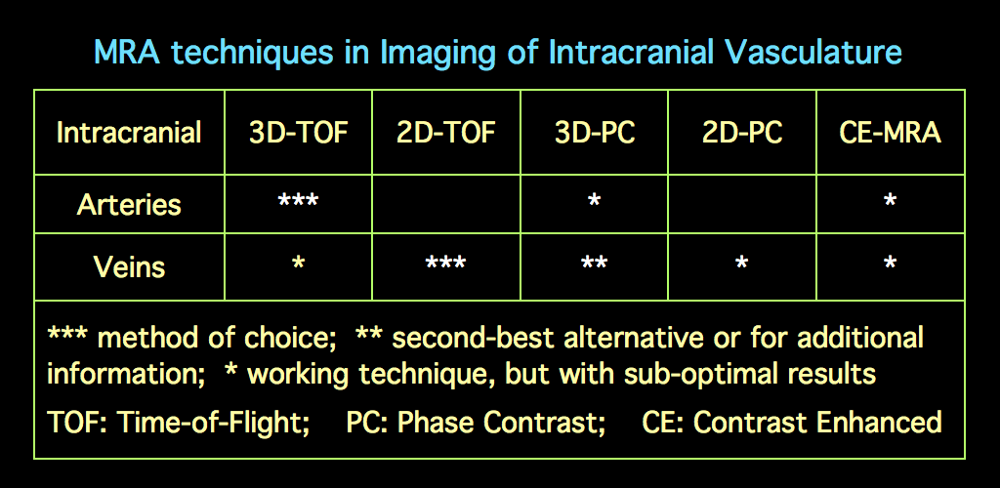 MRA techniques in Imaging of Intracranial Vasculature
Intracranial 3D-TOF 2D-TOF 3D-PC 2D-PC CE-MRA
Arteries *** * *
Veins * *** ** * *
*** method of choice; ** second-best alternative or for additional
information; * working technique, but with sub-optimal results
TOF: Time-of-Flight; PC: Phase Contrast; CE: Contrast Enhanced